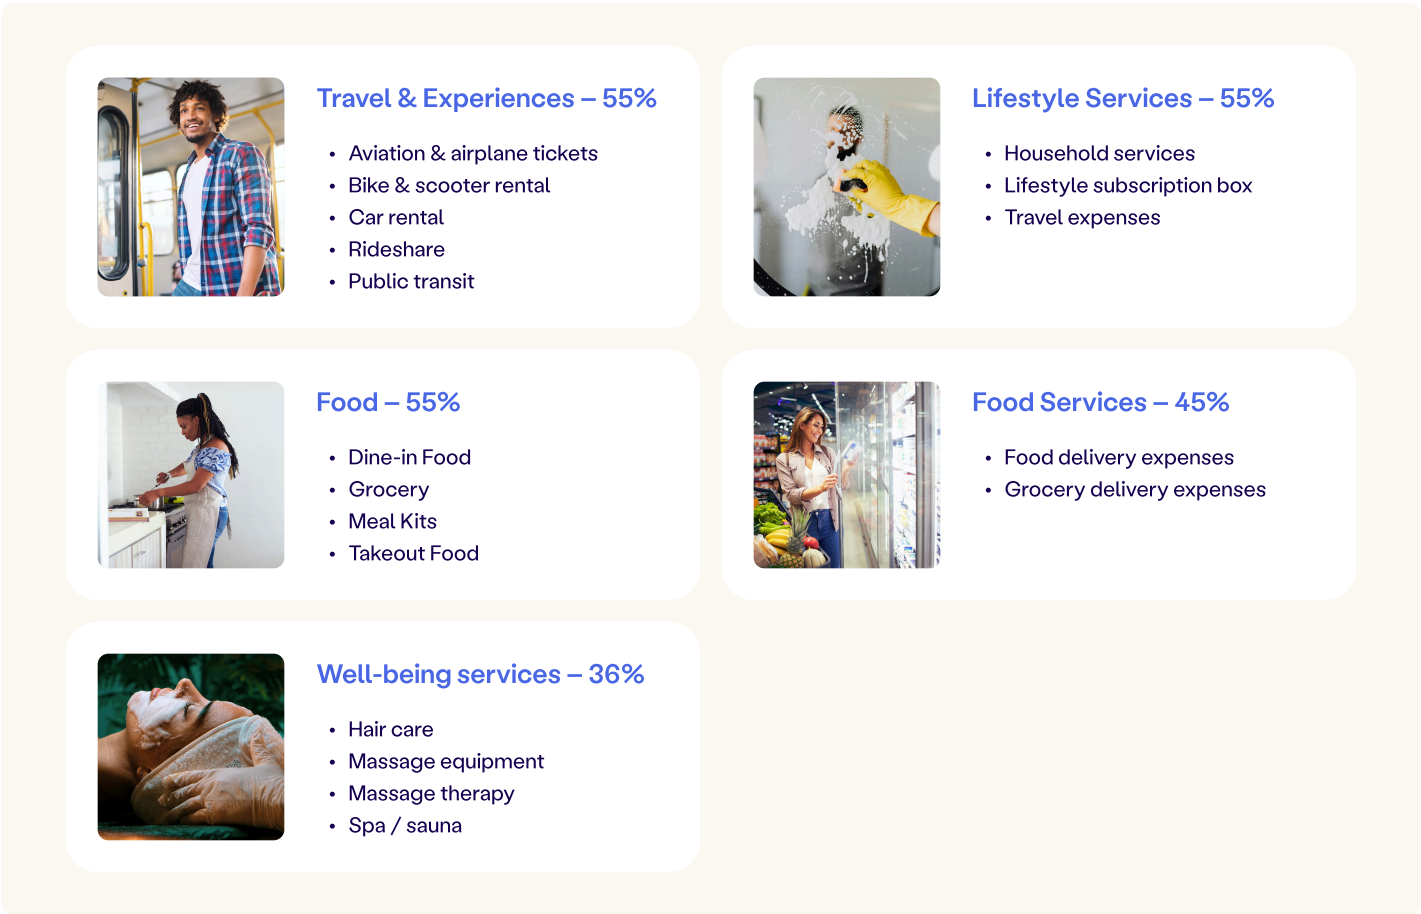 Travel & Experiences – 55%
• Aviation & airplane tickets
• Bike & scooter rental
• Car rental
• Rideshare
• Public transit
Lifestyle Services – 55%
• Household services
• Lifestyle subscription box
• Travel expenses
Food – 55%
• Dine-in Food
• Grocery
• Meal Kits
• Takeout Food
Food Services – 45%
• Food delivery expenses
• Grocery delivery expenses
Well-being services – 36%
• Hair care
• Massage equipment
• Massage therapy
• Spa / sauna